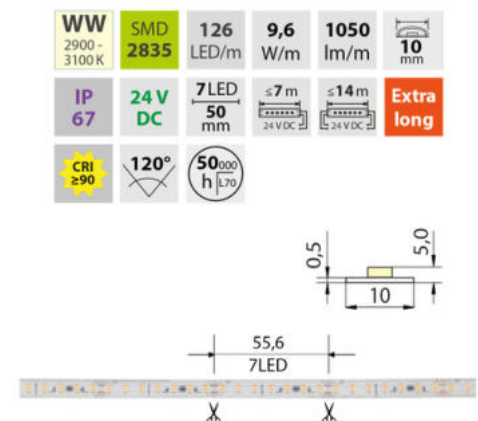 WW
2900 -
3100 K
SMD
2835
126
LED/m
9,6
W/m
1050
lm/m
10
mm
IP
67
24 V
DC
7 LED
50
mm
≤7 m
24 V DC
≤14 m
24 V DC
Extra
long
CRI
≥90
120°
50000
h L70
0,5
5,0
10
55,6
7LED